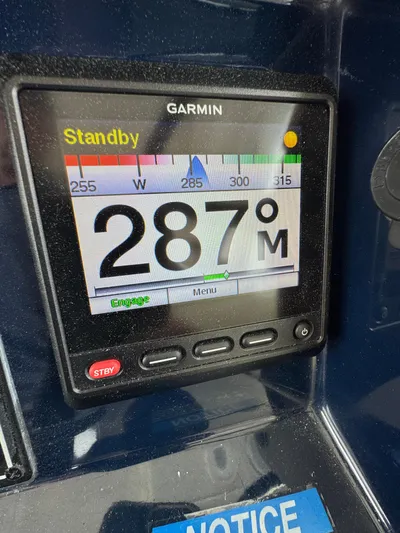 GARMIN
Standby
255 W 285 300 315
287° M
Engage Menu
STBY
NOTICE